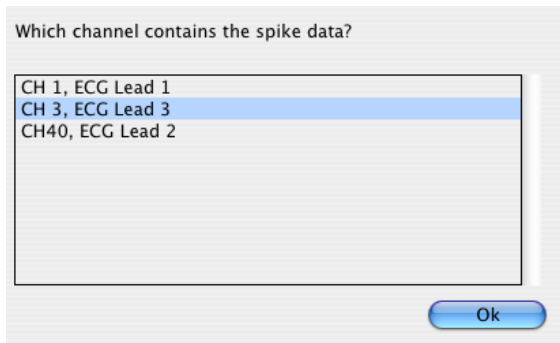 Which channel contains the spike data?
CH 1, ECG Lead 1
CH 3, ECG Lead 3
CH40, ECG Lead 2
Ok